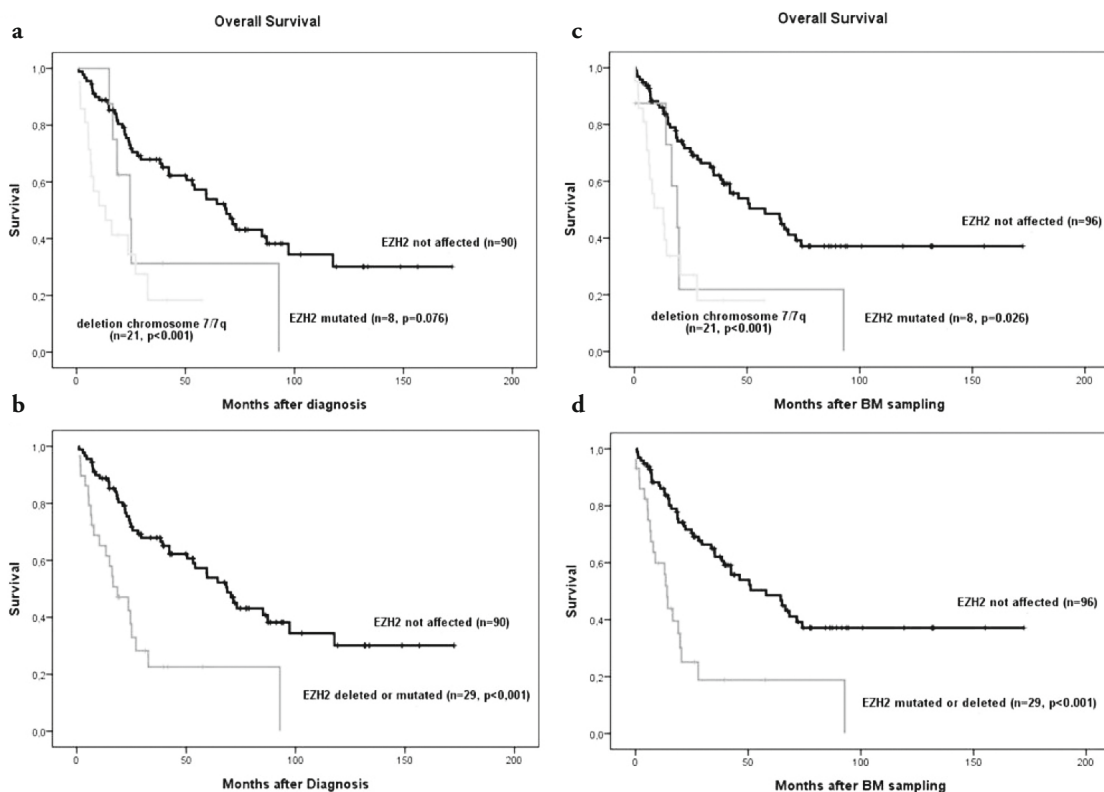 Overall Survival
a
1,0
0,8
0,6
0,4
0,2
0,0
Survival
EZH2 not affected (n=90)
EZH2 mutated (n=8, p=0.076)
deletion chromosome 7/7q
(n=21, p<0.001)
0 50 100 150 200
Months after diagnosis
Overall Survival
c
1,0
0,8
0,6
0,4
0,2
0,0
Survival
EZH2 not affected (n=96)
deletion chromosome 7/7q
(n=21, p<0.001)
EZH2 mutated (n=8, p=0.026)
0 50 100 150 200
Months after BM sampling
b
1,0
0,8
0,6
0,4
0,2
0,0
Survival
EZH2 not affected (n=90)
EZH2 deleted or mutated (n=29, p<0,001)
0 50 100 150 200
Months after Diagnosis
d
1,0
0,8
0,6
0,4
0,2
0,0
Survival
EZH2 not affected (n=96)
EZH2 mutated or deleted (n=29, p<0.001)
0 50 100 150 200
Months after BM sampling